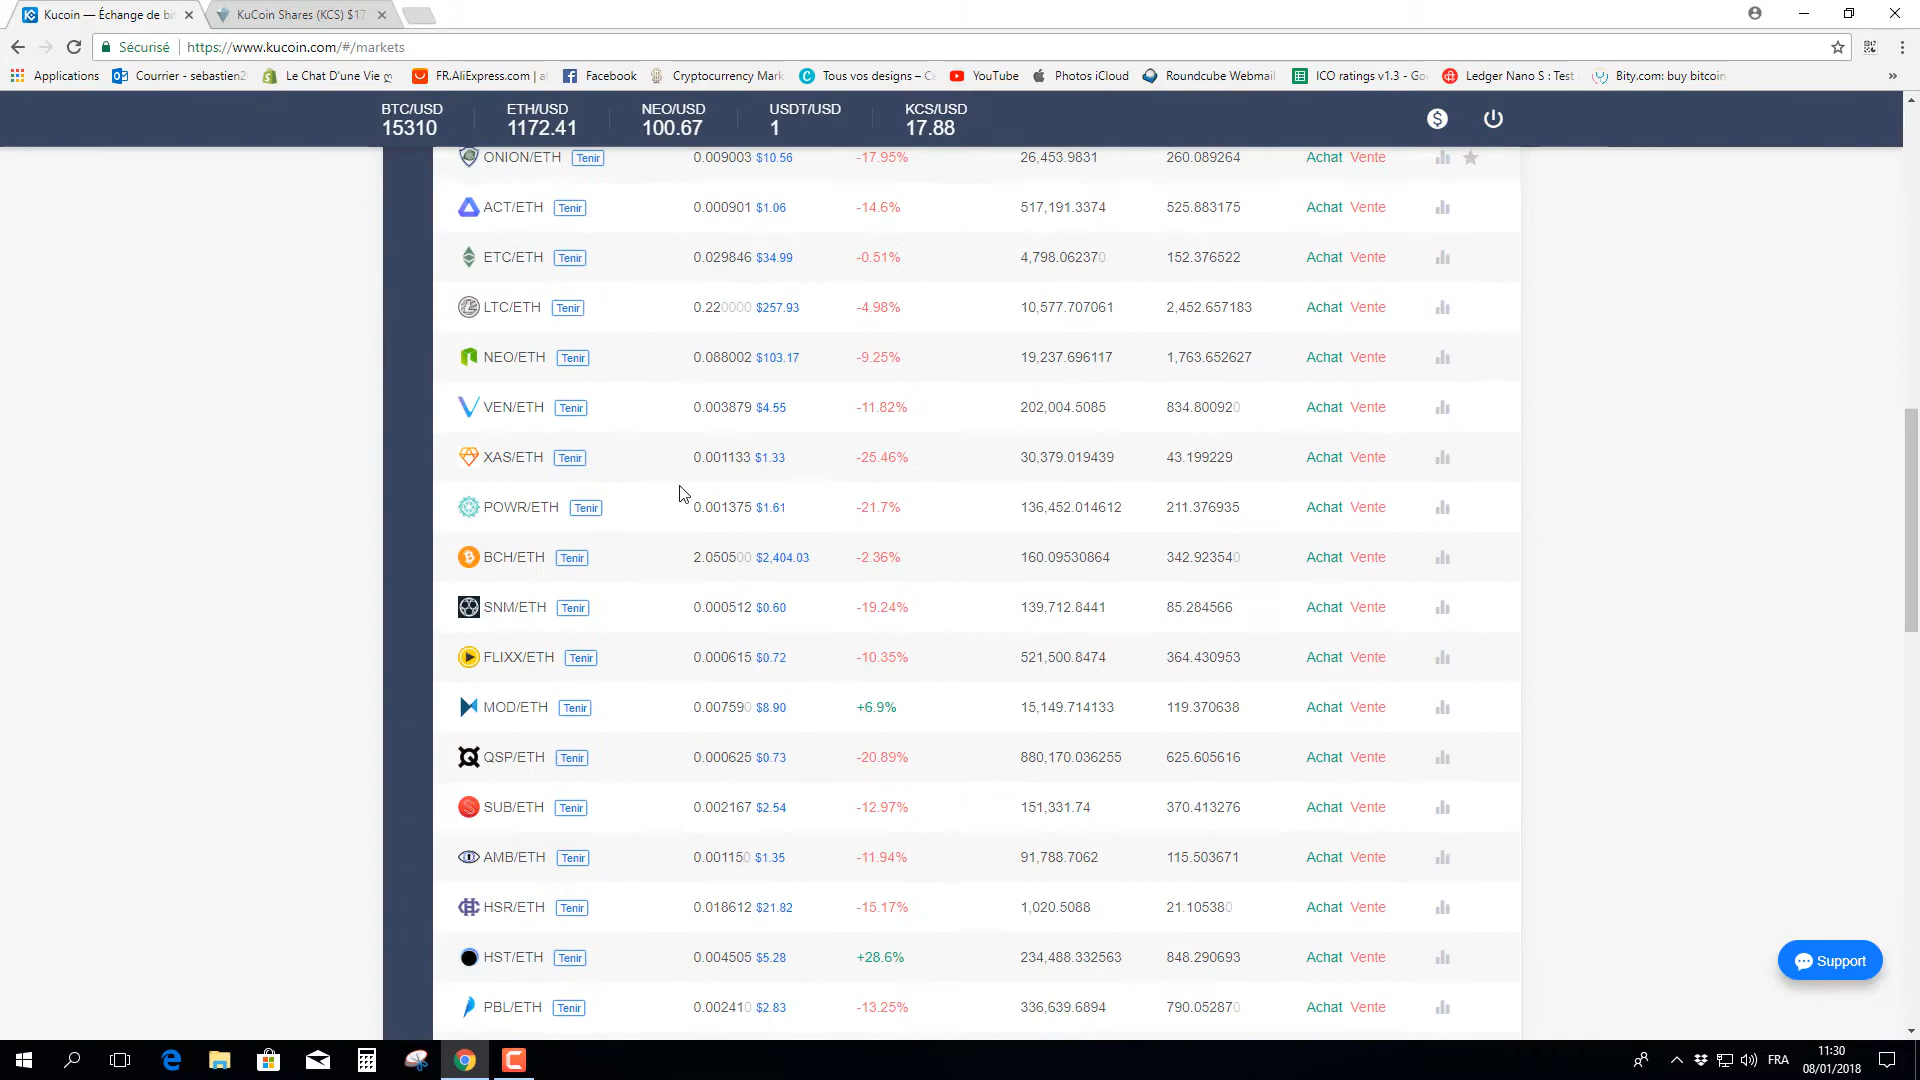 Kucoin — Échange de bi
KuCoin Shares (KCS) $17
Sécurisé https://www.kucoin.com/#/markets
Applications Courrier - sebastien2 Le Chat D'une Vie FR.AliExpress.com | a Facebook Cryptocurrency Mark Tous vos designs – Ca YouTube Photos iCloud Roundcube Webmail ICO ratings v1.3 - Go Ledger Nano S : Test Bity.com: buy bitcoin »
BTC/USD ETH/USD NEO/USD USDT/USD KCS/USD
15310 1172.41 100.67 1 17.88
ONION/ETH Tenir 0.009003 $10.56 -17.95% 26,453.9831 260.089264 Achat Vente
ACT/ETH Tenir 0.000901 $1.06 -14.6% 517,191.3374 525.883175 Achat Vente
ETC/ETH Tenir 0.029846 $34.99 -0.51% 4,798.062370 152.376522 Achat Vente
LTC/ETH Tenir 0.220000 $257.93 -4.98% 10,577.707061 2,452.657183 Achat Vente
NEO/ETH Tenir 0.088002 $103.17 -9.25% 19,237.696117 1,763.652627 Achat Vente
VEN/ETH Tenir 0.003879 $4.55 -11.82% 202,004.5085 834.800920 Achat Vente
XAS/ETH Tenir 0.001133 $1.33 -25.46% 30,379.019439 43.199229 Achat Vente
POWR/ETH Tenir 0.001375 $1.61 -21.7% 136,452.014612 211.376935 Achat Vente
BCH/ETH Tenir 2.050500 $2,404.03 -2.36% 160.09530864 342.923540 Achat Vente
SNM/ETH Tenir 0.000512 $0.60 -19.24% 139,712.8441 85.284566 Achat Vente
FLIXX/ETH Tenir 0.000615 $0.72 -10.35% 521,500.8474 364.430953 Achat Vente
MOD/ETH Tenir 0.007590 $8.90 +6.9% 15,149.714133 119.370638 Achat Vente
QSP/ETH Tenir 0.000625 $0.73 -20.89% 880,170.036255 625.605616 Achat Vente
SUB/ETH Tenir 0.002167 $2.54 -12.97% 151,331.74 370.413276 Achat Vente
AMB/ETH Tenir 0.001150 $1.35 -11.94% 91,788.7062 115.503671 Achat Vente
HSR/ETH Tenir 0.018612 $21.82 -15.17% 1,020.5088 21.105380 Achat Vente
HST/ETH Tenir 0.004505 $5.28 +28.6% 234,488.332563 848.290693 Achat Vente
PBL/ETH Tenir 0.002410 $2.83 -13.25% 336,639.6894 790.052870 Achat Vente
Support
FRA 11:30
08/01/2018